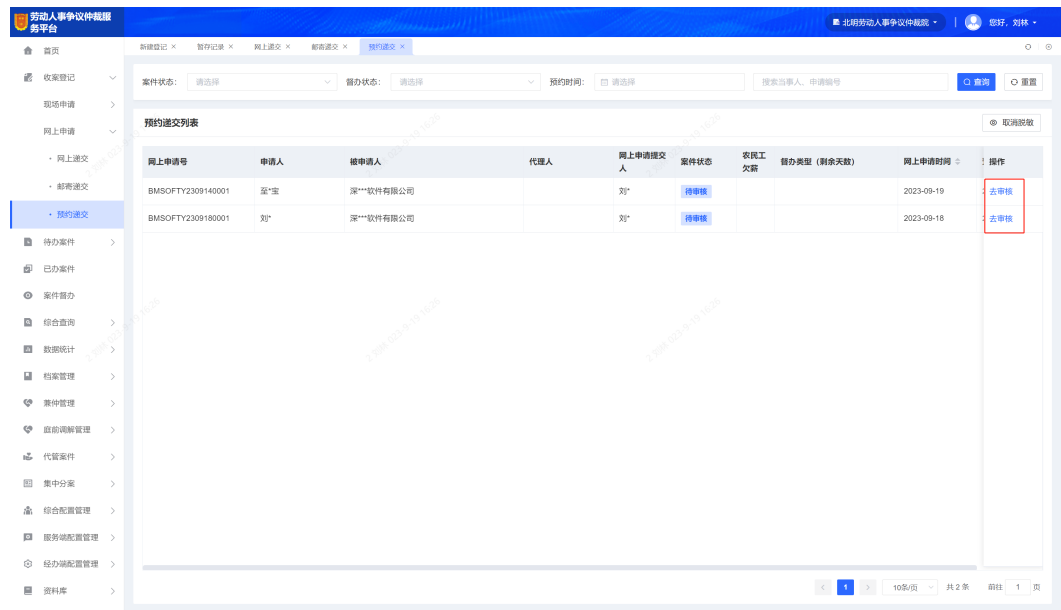 劳动人事争议仲裁服
务平台
北明劳动人事争议仲裁院
您好，刘林
首页
收案登记
现场申请
网上申请
· 网上递交
· 邮寄递交
· 预约递交
待办案件
已办案件
案件督办
综合查询
数据统计
档案管理
兼仲管理
庭前调解管理
代管案件
集中分案
综合配置管理
服务端配置管理
经办端配置管理
资料库
新建登记 × 暂存记录 × 网上递交 × 邮寄递交 × 预约递交 ×
案件状态: 请选择 督办状态: 请选择 预约时间: 请选择 搜索当事人、申请编号 查询 重置
预约递交列表 取消脱敏
网上申请号 申请人 被申请人 代理人 网上申请提交人 案件状态 农民工欠薪 督办类型（剩余天数） 网上申请时间 操作
BMSOFTY2309140001 至*宝 深***软件有限公司 刘* 待审核 2023-09-19 去审核
BMSOFTY2309180001 刘* 深***软件有限公司 刘* 待审核 2023-09-18 去审核
< 1 > 10条/页 共 2 条 前往 1 页